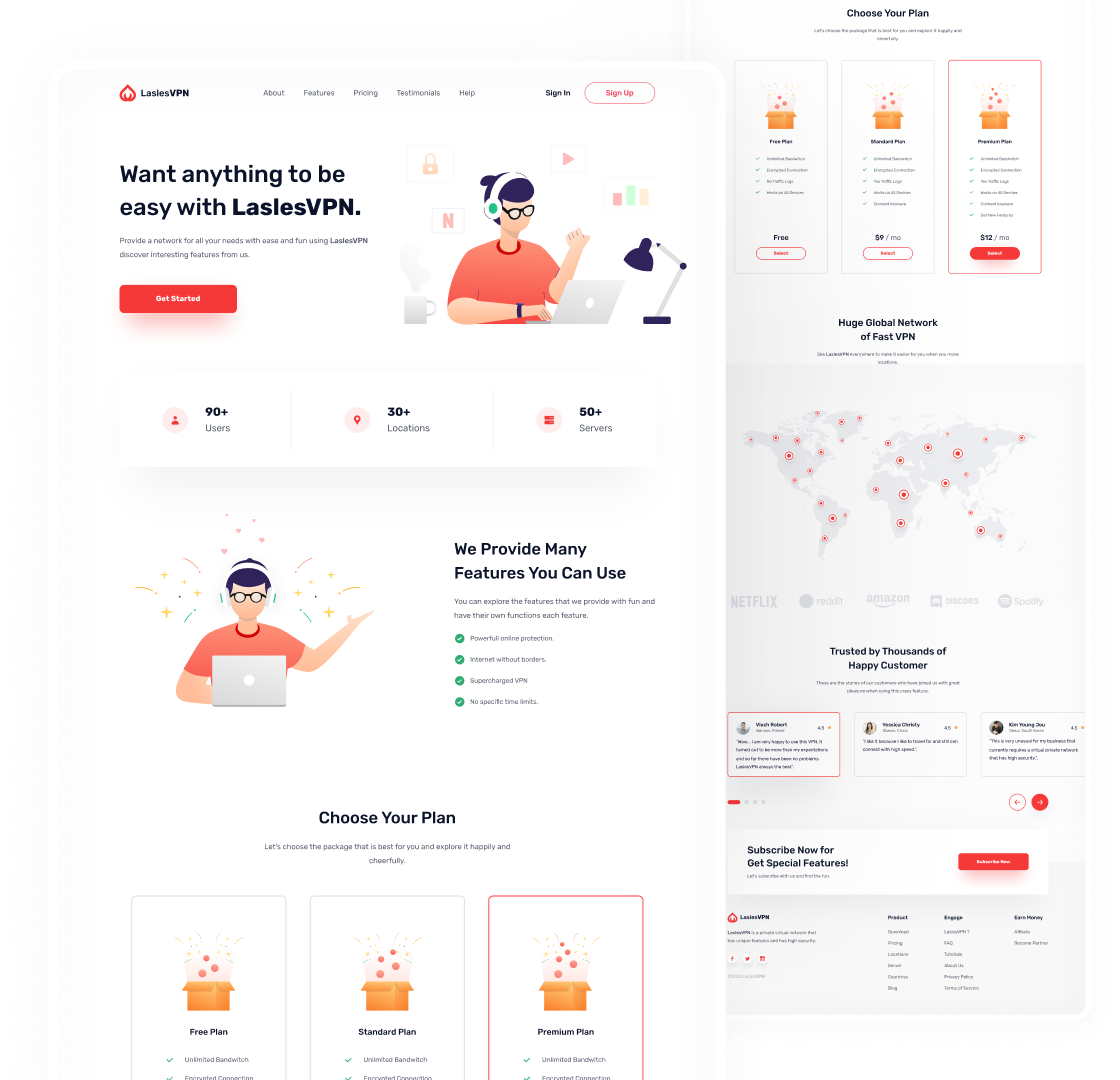 LaslesVPN
About Features Pricing Testimonials Help
Sign In
Sign Up
Want anything to be
easy with LaslesVPN.
Provide a network for all your needs with ease and fun using LaslesVPN
discover interesting features from us.
Get Started
N
90+
Users
30+
Locations
50+
Servers
We Provide Many
Features You Can Use
You can explore the features that we provide with fun and
have their own functions each feature.
Powerfull online protection.
Internet without borders.
Supercharged VPN
No specific time limits.
Choose Your Plan
Let's choose the package that is best for you and explore it happily and
cheerfully.
Free Plan
Unlimited Bandwitch
Encrypted Connection
Standard Plan
Unlimited Bandwitch
Encrypted Connection
Premium Plan
Unlimited Bandwitch
Encrypted Connection
Choose Your Plan
Let's choose the package that is best for you and explore it happily and
cheerfully.
Free Plan
Unlimited Bandwitch
Encrypted Connection
No Traffic Logs
Works on All Devices
Free
Select
Standard Plan
Unlimited Bandwitch
Encrypted Connection
Yes Traffic Logs
Works on All Devices
Connect Anyware
$9 / mo
Select
Premium Plan
Unlimited Bandwitch
Encrypted Connection
Yes Traffic Logs
Works on All Devices
Connect Anyware
Get New Features
$12 / mo
Select
Huge Global Network
of Fast VPN
See LaslesVPN everywhere to make it easier for you when you move
locations.
NETFLIX reddit amazon DISCORD Spotify
Trusted by Thousands of
Happy Customer
These are the stories of our customers who have joined us with great
pleasure when using this crazy feature.
Viezh Robert
Warsaw, Poland
4.5
"Wow... I am very happy to use this VPN, it
turned out to be more than my expectations
and so far there have been no problems.
LaslesVPN always the best".
Yessica Christy
Shanxi, China
4.5
"I like it because I like to travel far and still can
connect with high speed.".
Kim Young Jou
Seoul, South Korea
4.5
"This is very unusual for my business that
currently requires a virtual private network
that has high security.".
Subscribe Now for
Get Special Features!
Let's subscribe with us and find the fun.
Subscribe Now
LaslesVPN
LaslesVPN is a private virtual network that
has unique features and has high security.
©2020LaslesVPN
Product
Download
Pricing
Locations
Server
Countries
Blog
Engage
LaslesVPN ?
FAQ
Tutorials
About Us
Privacy Policy
Terms of Service
Earn Money
Affiliate
Become Partner